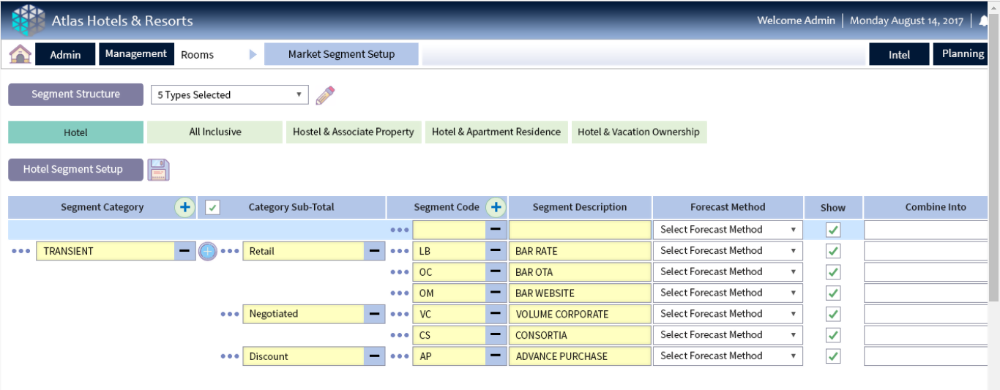 Atlas Hotels & Resorts
Welcome Admin | Monday August 14, 2017 |
Admin Management Rooms Market Segment Setup Intel Planning
Segment Structure 5 Types Selected
Hotel All Inclusive Hostel & Associate Property Hotel & Apartment Residence Hotel & Vacation Ownership
Hotel Segment Setup
Segment Category Category Sub-Total Segment Code Segment Description Forecast Method Show Combine Into
Select Forecast Method
TRANSIENT Retail LB BAR RATE Select Forecast Method
OC BAR OTA Select Forecast Method
OM BAR WEBSITE Select Forecast Method
Negotiated VC VOLUME CORPORATE Select Forecast Method
CS CONSORTIA Select Forecast Method
Discount AP ADVANCE PURCHASE Select Forecast Method